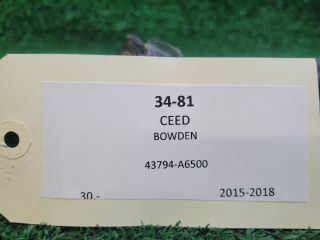 34-81
CEED
BOWDEN
43794-A6500
30.- 2015-2018